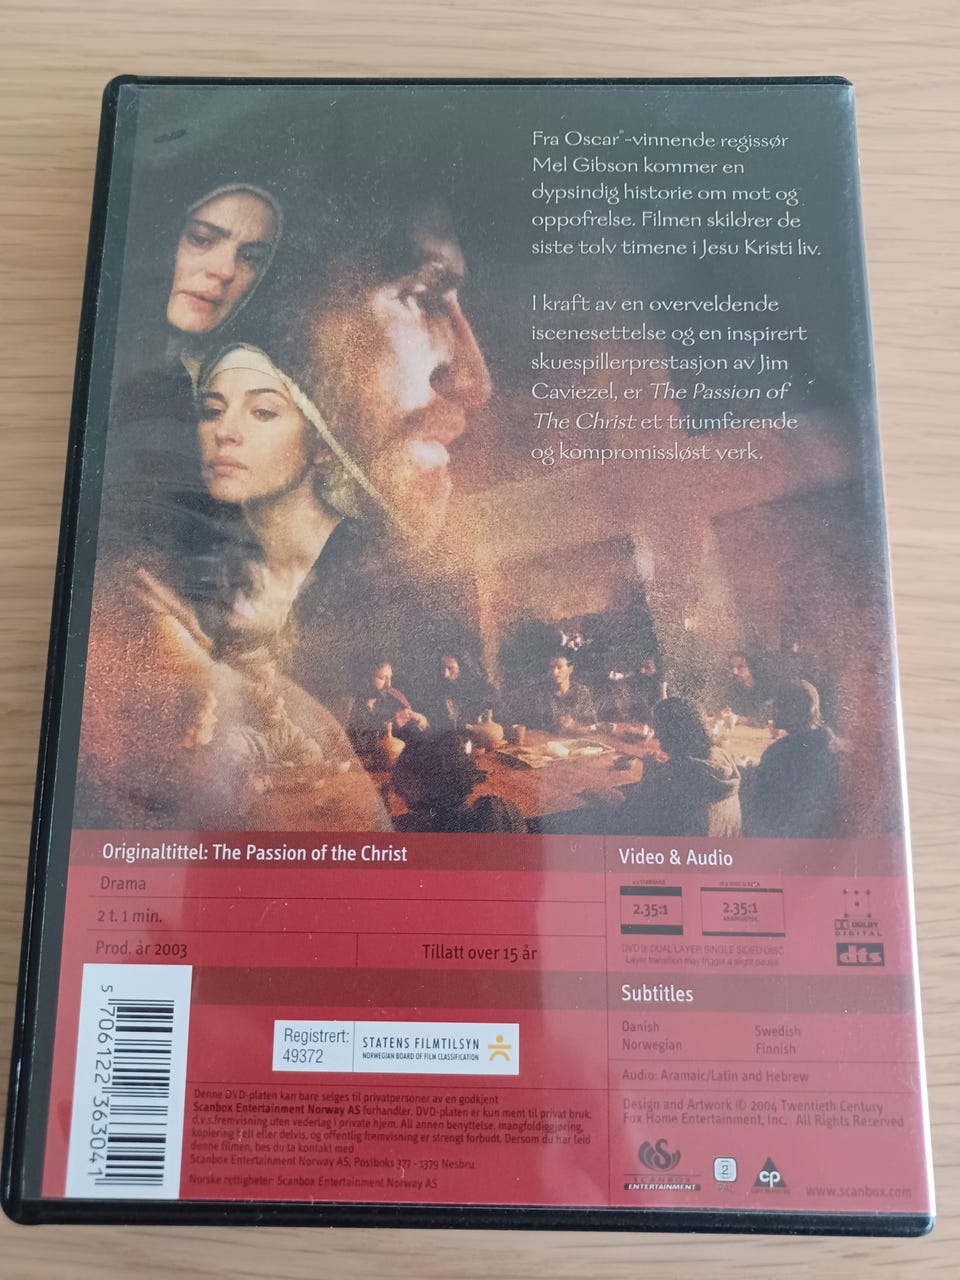 Fra Oscar®-vinnende regissør
Mel Gibson kommer en
dypsindig historie om mot og
oppofrelse. Filmen skildrer de
siste tolv timene i Jesu Kristi liv.
I kraft av en overveldende
iscenesettelse og en inspirert
skuespillerprestasjon av Jim
Caviezel, er The Passion of
The Christ et triumferende
og kompromissløst verk.
Originaltittel: The Passion of the Christ
Drama
2 t. 1 min.
Prod. år 2003
Tillatt over 15 år
Video & Audio
2.35:1
2.35:1
ANAMORPHIC
DOLBY
DIGITAL
dts
DVD 9: DUAL LAYER SINGLE SIDED DISC
Layer transition may trigger a slight pause.
Subtitles
Danish
Norwegian
Swedish
Finnish
Audio: Aramaic/Latin and Hebrew
Design and Artwork © 2004 Twentieth Century
Fox Home Entertainment, Inc. All Rights Reserved
SCANBOX
ENTERTAINMENT
2
PAL
cp
www.scanbox.com
5 706122 363041
Registrert:
49372
STATENS FILMTILSYN
NORWEGIAN BOARD OF FILM CLASSIFICATION
Denne DVD-platen kan bare selges til privatpersoner av en godkjent
Scanbox Entertainment Norway AS forhandler, DVD-platen er kun ment til privat bruk,
d.v.s.fremvisning uten vederlag i private hjem. All annen benyttelse, mangfoldiggjøring,
kopiering hell eller delvis, og offentlig fremvisning er strengt forbudt. Dersom du har leid
denne filmen, bes du ta kontakt med
Scanbox Entertainment Norway AS, Postboks 377 - 1379 Nesbru.
Norske rettigheter: Scanbox Entertainment Norway AS